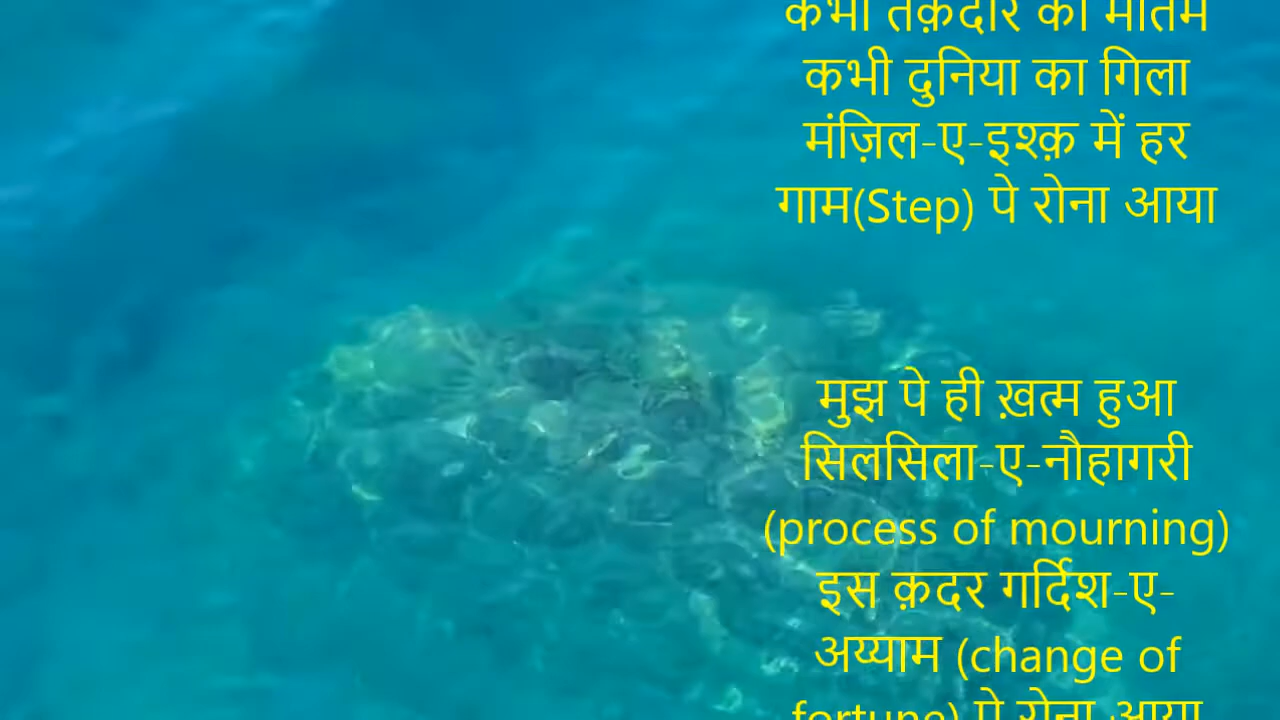 कभी तक़दीर का मातम
कभी दुनिया का गिला
मंज़िल-ए-इश्क़ में हर
गाम(Step) पे रोना आया
मुझ पे ही ख़त्म हुआ
सिलसिला-ए-नौहागरी
(process of mourning)
इस क़दर गर्दिश-ए-
अय्याम (change of
fortune) पे रोना आया